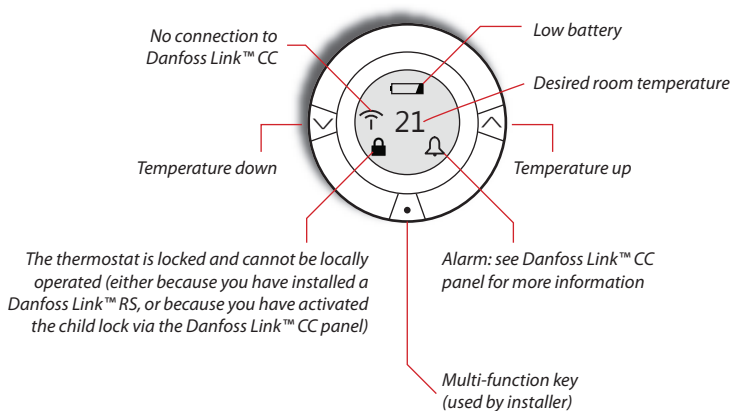 No connection to
Danfoss Link™ CC
Low battery
Desired room temperature
21
Temperature down
Temperature up
The thermostat is locked and cannot be locally
operated (either because you have installed a
Danfoss Link™ RS, or because you have activated
the child lock via the Danfoss Link™ CC panel)
Alarm: see Danfoss Link™ CC
panel for more information
Multi-function key
(used by installer)